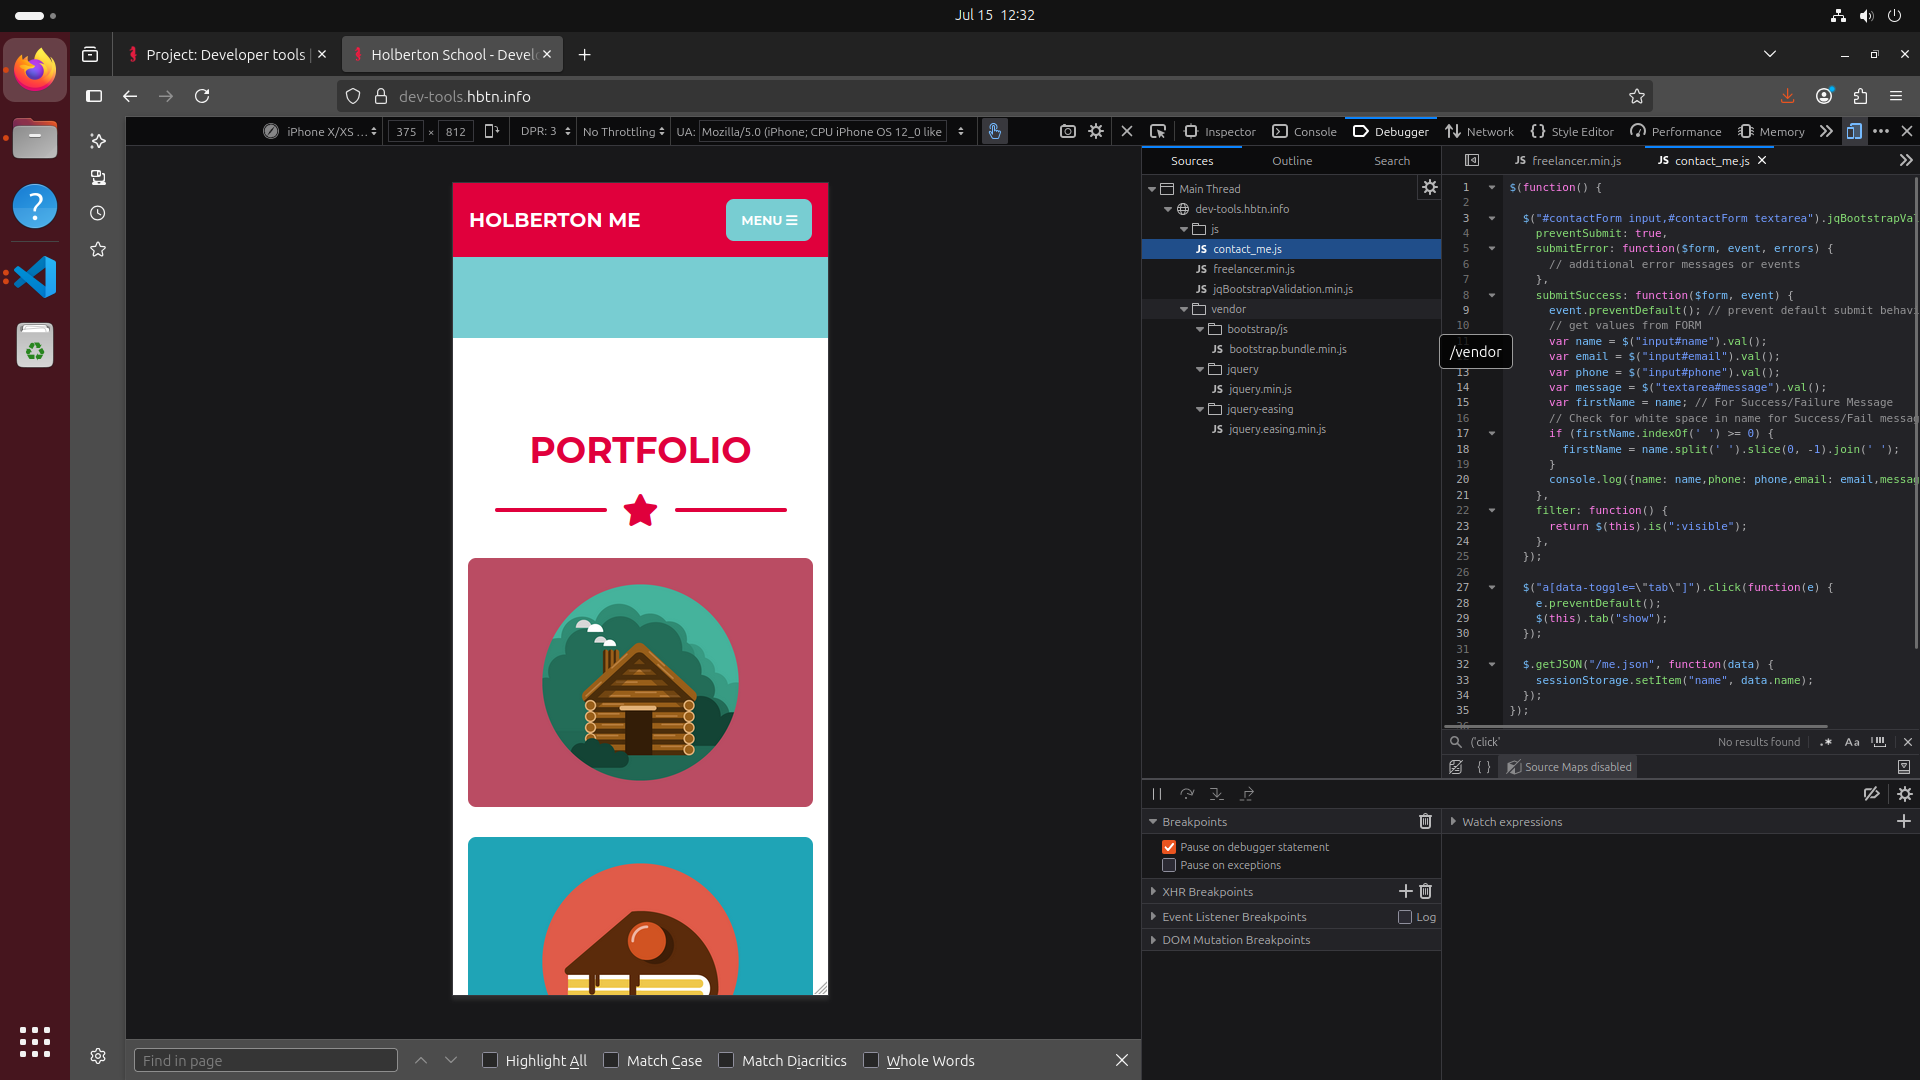 Jul 15 12:32
Project: Developer tools |
Holberton School - Devel
dev-tools.hbtn.info
iPhone X/XS ...
375 × 812
DPR: 3
No Throttling
UA: Mozilla/5.0 (iPhone; CPU iPhone OS 12_0 like
Inspector
Console
Debugger
Network
Style Editor
Performance
Memory
Sources
Outline
Search
Main Thread
dev-tools.hbtn.info
js
JS contact_me.js
JS freelancer.min.js
JS jqBootstrapValidation.min.js
vendor
bootstrap/js
JS bootstrap.bundle.min.js
jquery
JS jquery.min.js
jquery-easing
JS jquery.easing.min.js
/vendor
JS freelancer.min.js
JS contact_me.js
1 $(function() {
2
3 $("#contactForm input,#contactForm textarea").jqBootstrapVal
4 preventSubmit: true,
5 submitError: function($form, event, errors) {
6 // additional error messages or events
7 },
8 submitSuccess: function($form, event) {
9 event.preventDefault(); // prevent default submit behavi
10 // get values from FORM
11 var name = $("input#name").val();
var email = $("input#email").val();
13 var phone = $("input#phone").val();
14 var message = $("textarea#message").val();
15 var firstName = name; // For Success/Failure Message
16 // Check for white space in name for Success/Fail messag
17 if (firstName.indexOf(' ') >= 0) {
18 firstName = name.split(' ').slice(0, -1).join(' ');
19 }
20 console.log({name: name,phone: phone,email: email,messag
21 },
22 filter: function() {
23 return $(this).is(":visible");
24 },
25 });
26
27 $("a[data-toggle=\"tab\"]").click(function(e) {
28 e.preventDefault();
29 $(this).tab("show");
30 });
31
32 $.getJSON("/me.json", function(data) {
33 sessionStorage.setItem("name", data.name);
34 });
35 });
('click'
No results found
.* Aa
{ } Source Maps disabled
Breakpoints
Pause on debugger statement
Pause on exceptions
XHR Breakpoints
Event Listener Breakpoints
Log
DOM Mutation Breakpoints
Watch expressions
HOLBERTON ME
MENU
PORTFOLIO
Find in page
Highlight All
Match Case
Match Diacritics
Whole Words